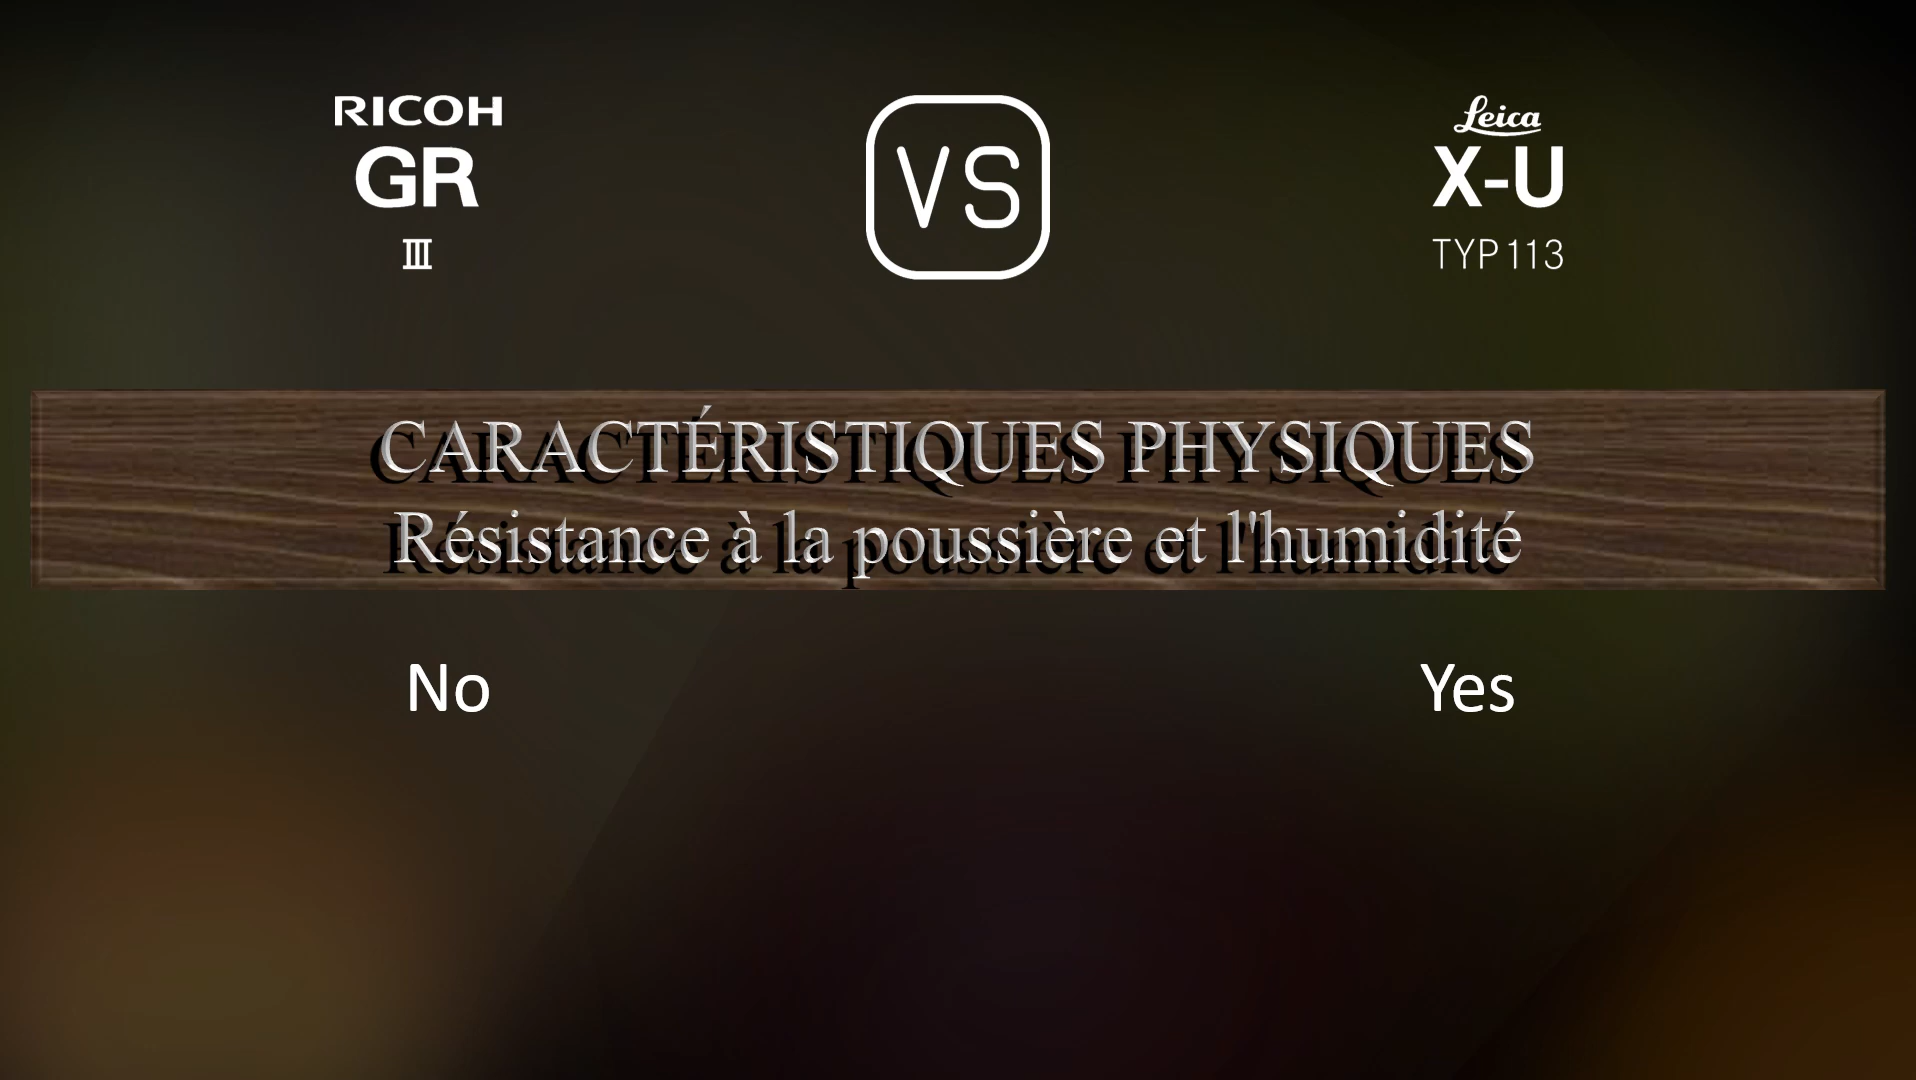 RICOH
GR
III
VS
Leica
X-U
TYP 113
CARACTÉRISTIQUES PHYSIQUES
Résistance à la poussière et l'humidité
No
Yes